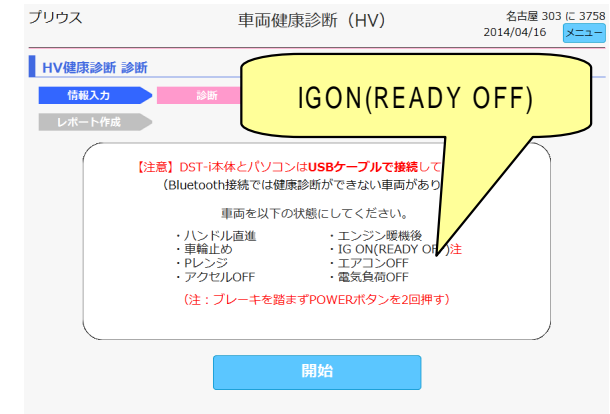 プリウス
車両健康診断（HV）
名古屋 303 に 3758
2014/04/16 メニュー
HV健康診断 診断
情報入力 診断
レポート作成
IGON(READY OFF)
【注意】DST-i本体とパソコンはUSBケーブルで接続して
（Bluetooth接続では健康診断ができない車両があり
車両を以下の状態にしてください。
・ハンドル直進 ・エンジン暖機後
・車輪止め ・IG ON(READY OFF)注
・Pレンジ ・エアコンOFF
・アクセルOFF ・電気負荷OFF
（注：ブレーキを踏まずPOWERボタンを2回押す）
開始